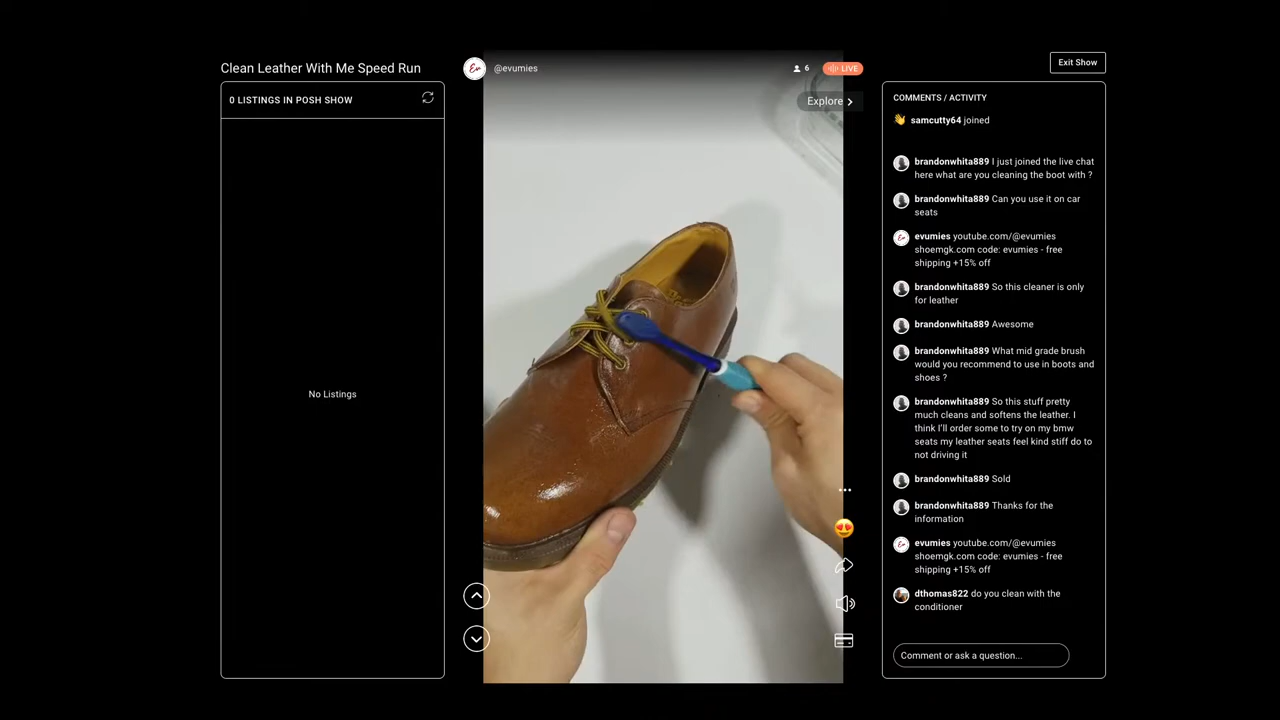 Clean Leather With Me Speed Run
0 LISTINGS IN POSH SHOW
No Listings
Ev
@evumies
6
LIVE
Explore
Exit Show
COMMENTS / ACTIVITY
samcutty64 joined
brandonwhita889 I just joined the live chat
here what are you cleaning the boot with ?
brandonwhita889 Can you use it on car
seats
evumies youtube.com/@evumies
shoemgk.com code: evumies - free
shipping +15% off
brandonwhita889 So this cleaner is only
for leather
brandonwhita889 Awesome
brandonwhita889 What mid grade brush
would you recommend to use in boots and
shoes ?
brandonwhita889 So this stuff pretty
much cleans and softens the leather. I
think I'll order some to try on my bmw
seats my leather seats feel kind stiff do to
not driving it
brandonwhita889 Sold
brandonwhita889 Thanks for the
information
evumies youtube.com/@evumies
shoemgk.com code: evumies - free
shipping +15% off
dthomas822 do you clean with the
conditioner
Comment or ask a question...